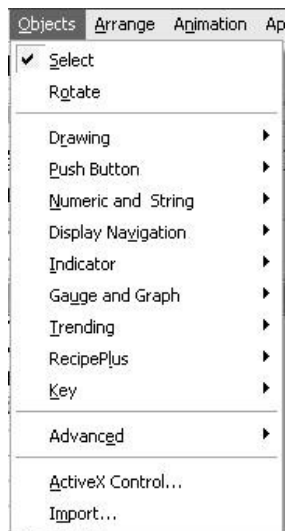 Objects Arrange Animation Ap
Select
Rotate
Drawing
Push Button
Numeric and String
Display Navigation
Indicator
Gauge and Graph
Trending
RecipePlus
Key
Advanced
ActiveX Control...
Import...